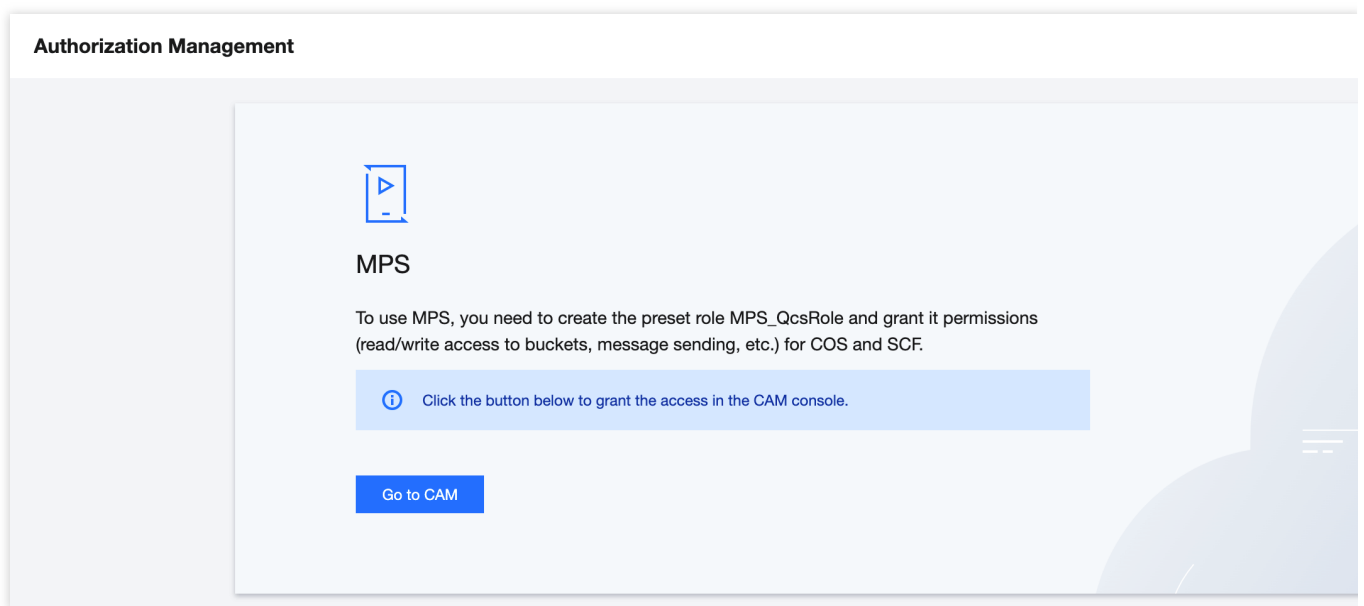 Authorization Management
MPS
To use MPS, you need to create the preset role MPS_QcsRole and grant it permissions
(read/write access to buckets, message sending, etc.) for COS and SCF.
Click the button below to grant the access in the CAM console.
Go to CAM